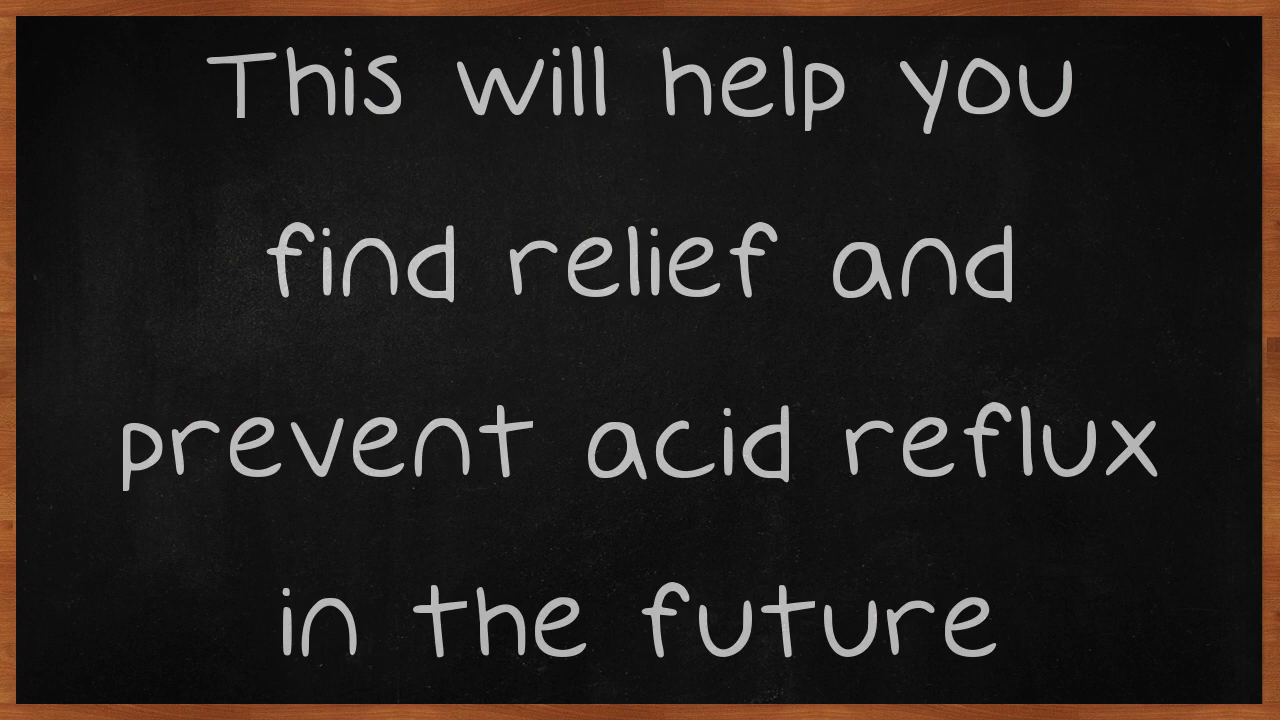 This will help you
find relief and
prevent acid reflux
in the future